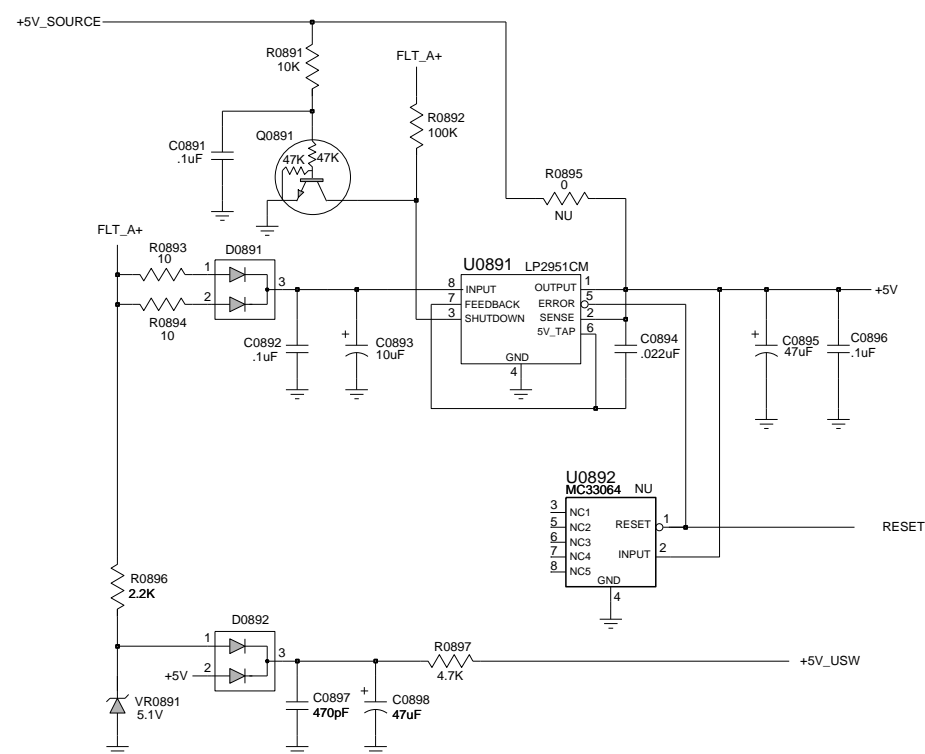 +5V_SOURCE
R0891
10K
FLT_A+
R0892
100K
Q0891
C0891
.1uF
47K
47K
R0895
0
NU
FLT_A+
R0893
10
D0891
1
3
2
R0894
10
U0891
LP2951CM
8
INPUT
OUTPUT
1
7
FEEDBACK
ERROR
5
3
SHUTDOWN
SENSE
2
5V_TAP
6
GND
4
+5V
C0892
.1uF
+
C0893
10uF
C0894
.022uF
+
C0895
47uF
C0896
.1uF
U0892
MC33064
NU
3
NC1
5
NC2
RESET
1
6
NC3
7
NC4
INPUT
2
8
NC5
GND
4
RESET
R0896
2.2K
D0892
1
3
+5V
2
R0897
4.7K
+5V_USW
VR0891
5.1V
C0897
470pF
+
C0898
47uF